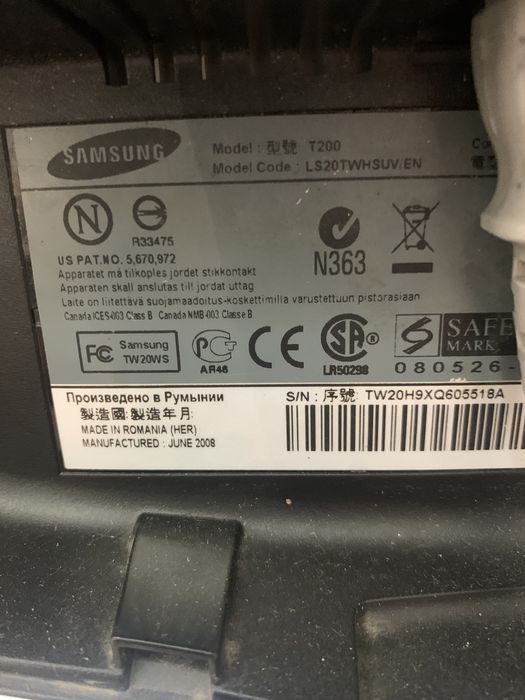 SAMSUNG
Model : 型號 T200
Model Code : LS20TWHSUV/EN
N
R33475
N363
US PAT.NO. 5,670,972
Apparatet må tilkoples jordet stikkontakt
Apparaten skall anslutas till jordat uttag
Laite on liitettävä suojamaadoitus-koskettimilla varustettuun pistorasiaan
Canada ICES-003 Class B Canada NMB-003 Classe B
FC Samsung
TW20WS
AR46
CE
SA
LR50298
SAFE
MARK
080526-
Произведено в Румынии
製造國:製造年月:
MADE IN ROMANIA (HER)
MANUFACTURED : JUNE 2008
S/N : 序號: TW20H9XQ605518A